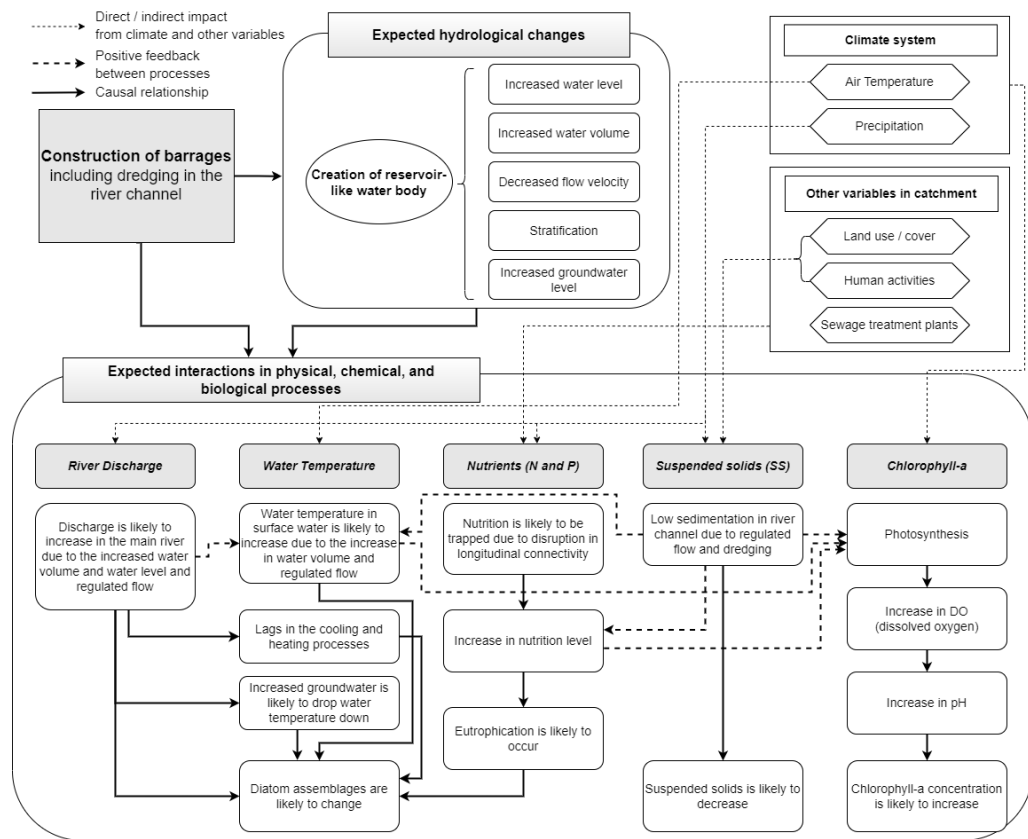 Direct / indirect impact
from climate and other variables
Positive feedback
between processes
Causal relationship
Construction of barrages
including dredging in the
river channel
Expected hydrological changes
Creation of reservoir-
like water body
Increased water level
Increased water volume
Decreased flow velocity
Stratification
Increased groundwater
level
Climate system
Air Temperature
Precipitation
Other variables in catchment
Land use / cover
Human activities
Sewage treatment plants
Expected interactions in physical, chemical, and
biological processes
River Discharge
Discharge is likely to
increase in the main river
due to the increased water
volume and water level and
regulated flow
Water Temperature
Water temperature in
surface water is likely to
increase due to the increase
in water volume and
regulated flow
Lags in the cooling and
heating processes
Increased groundwater is
likely to drop water
temperature down
Diatom assemblages are
likely to change
Nutrients (N and P)
Nutrition is likely to be
trapped due to disruption in
longitudinal connectivity
Increase in nutrition level
Eutrophication is likely to
occur
Suspended solids (SS)
Low sedimentation in river
channel due to regulated
flow and dredging
Suspended solids is likely to
decrease
Chlorophyll-a
Photosynthesis
Increase in DO
(dissolved oxygen)
Increase in pH
Chlorophyll-a concentration
is likely to increase